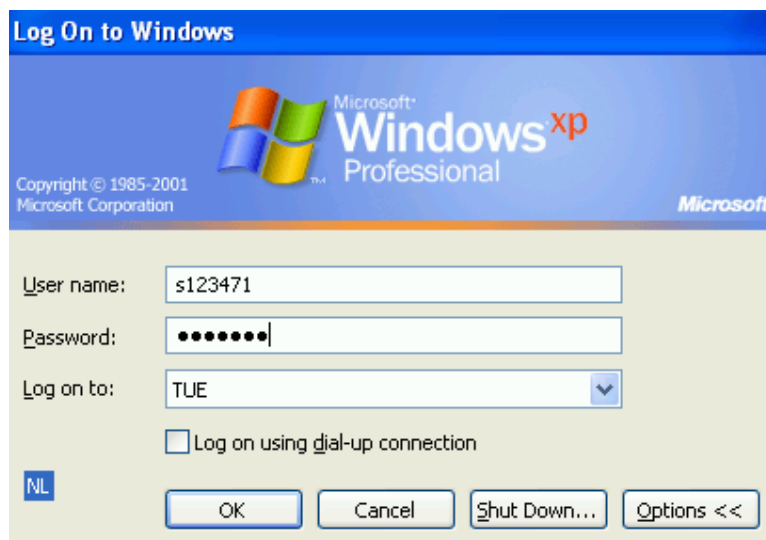 Log On to Windows
Microsoft®
Windows xp
Professional
TM
Copyright © 1985-2001
Microsoft Corporation
Microsoft
User name: s123471
Password: •••••••
Log on to: TUE
Log on using dial-up connection
NL
OK Cancel Shut Down... Options <<